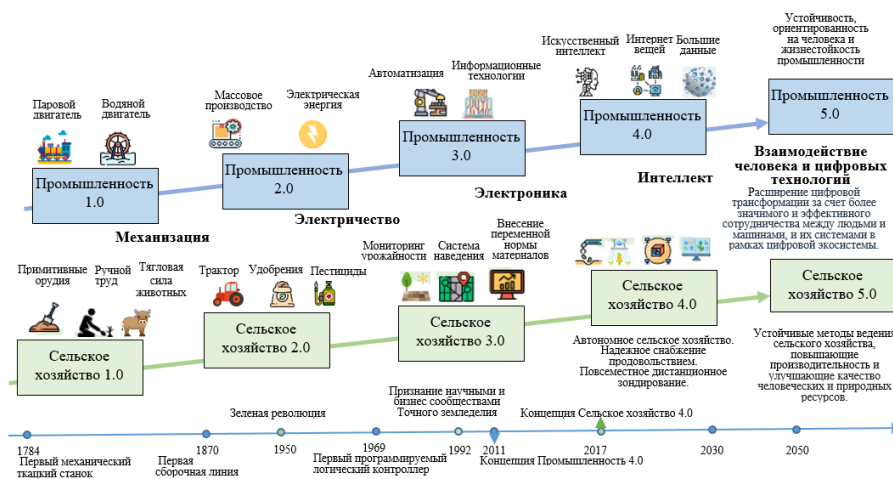 Паровой
двигатель
Водяной
двигатель
Промышленность
1.0
Механизация
Массовое
производство
Электрическая
энергия
Промышленность
2.0
Электричество
Автоматизация
Информационные
технологии
Промышленность
3.0
Электроника
Искусственный
интеллект
Интернет
вещей
Большие
данные
Промышленность
4.0
Интеллект
Устойчивость,
ориентированность
на человека и
жизнестойкость
промышленности
Промышленность
5.0
Взаимодействие
человека и цифровых
технологий
Расширение цифровой
трансформации за счет более
значимого и эффективного
сотрудничества между людьми и
машинами, и их системами в
рамках цифровой экосистемы.
Примитивные
орудия
Ручной
труд
Тягловая
сила
животных
Сельское
хозяйство 1.0
Трактор
Удобрения
Пестициды
Сельское
хозяйство 2.0
Мониторинг
урожайности
Система
наведения
Внесение
переменной
нормы
материалов
Сельское
хозяйство 3.0
Сельское
хозяйство 4.0
Автономное сельское хозяйство.
Надежное снабжение
продовольствием.
Повсеместное дистанционное
зондирование.
Сельское
хозяйство 5.0
Устойчивые методы ведения
сельского хозяйства,
повышающие
производительность и
улучшающие качество
человеческих и природных
ресурсов.
Зеленая революция
Признание научными и
бизнес сообществами
Точного земледелия
Концепция Сельское хозяйство 4.0
1784
1870
1950
1969
1992
2011
2017
2030
2050
Первый механический
ткацкий станок
Первая
сборочная линия
Первый программируемый
логический контроллер
Концепция Промышленность 4.0